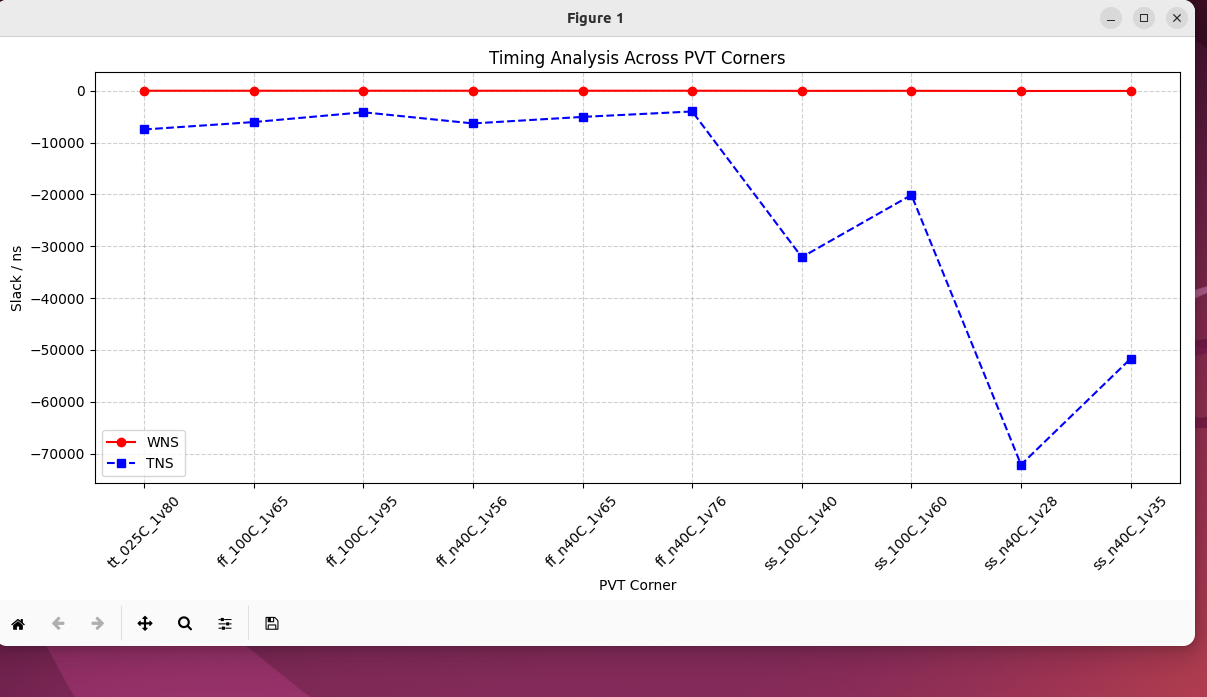 Figure 1
Timing Analysis Across PVT Corners
Slack / ns
0
−10000
−20000
−30000
−40000
−50000
−60000
−70000
WNS
TNS
tt_025C_1v80
ff_100C_1v65
ff_100C_1v95
ff_n40C_1v56
ff_n40C_1v65
ff_n40C_1v76
ss_100C_1v40
ss_100C_1v60
ss_n40C_1v28
ss_n40C_1v35
PVT Corner